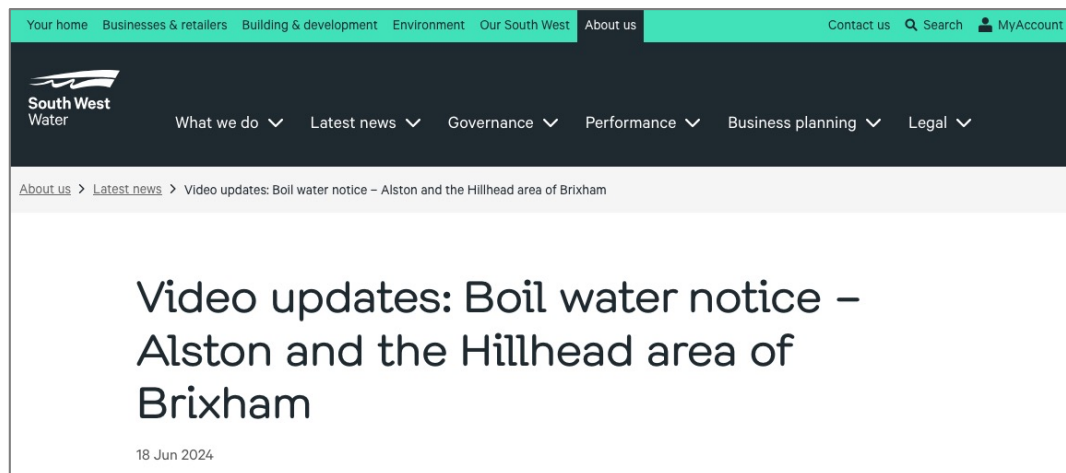 Your home Businesses & retailers Building & development Environment Our South West About us Contact us Search MyAccount
South West
Water
What we do Latest news Governance Performance Business planning Legal
About us > Latest news > Video updates: Boil water notice – Alston and the Hillhead area of Brixham
Video updates: Boil water notice –
Alston and the Hillhead area of
Brixham
18 Jun 2024